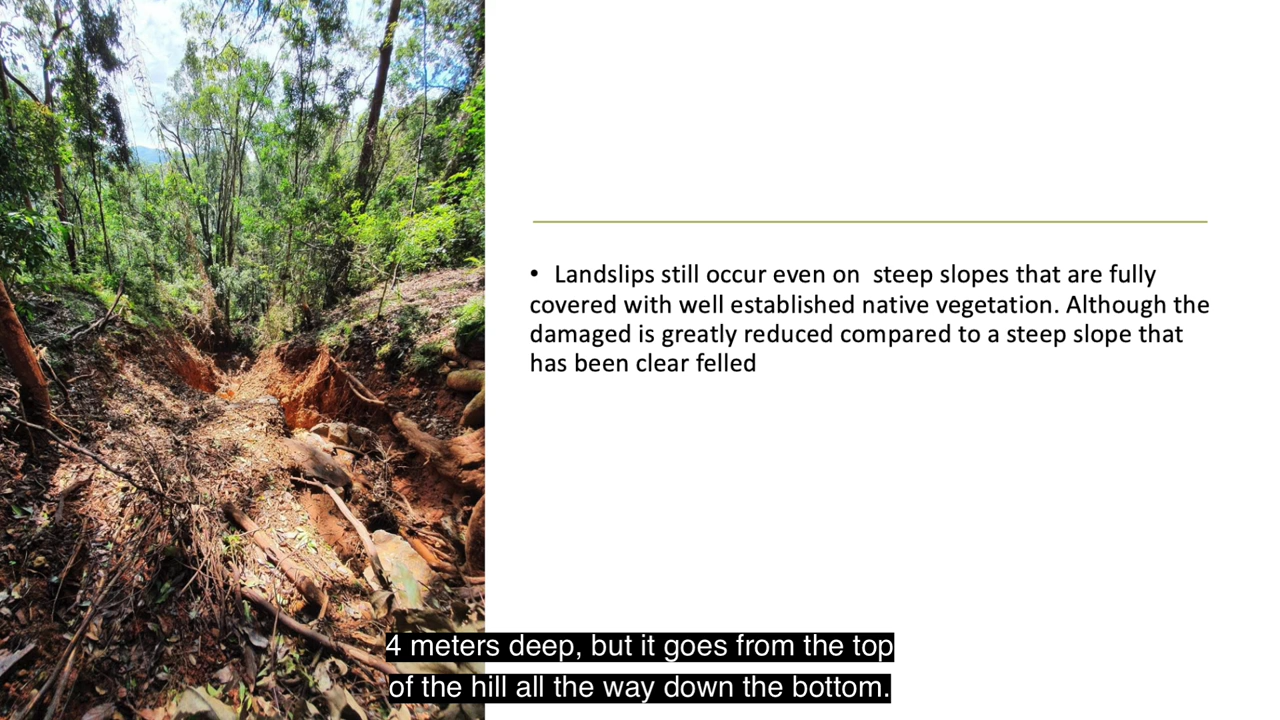 • Landslips still occur even on  steep slopes that are fully
covered with well established native vegetation. Although the
damaged is greatly reduced compared to a steep slope that
has been clear felled
4 meters deep, but it goes from the top
of the hill all the way down the bottom.